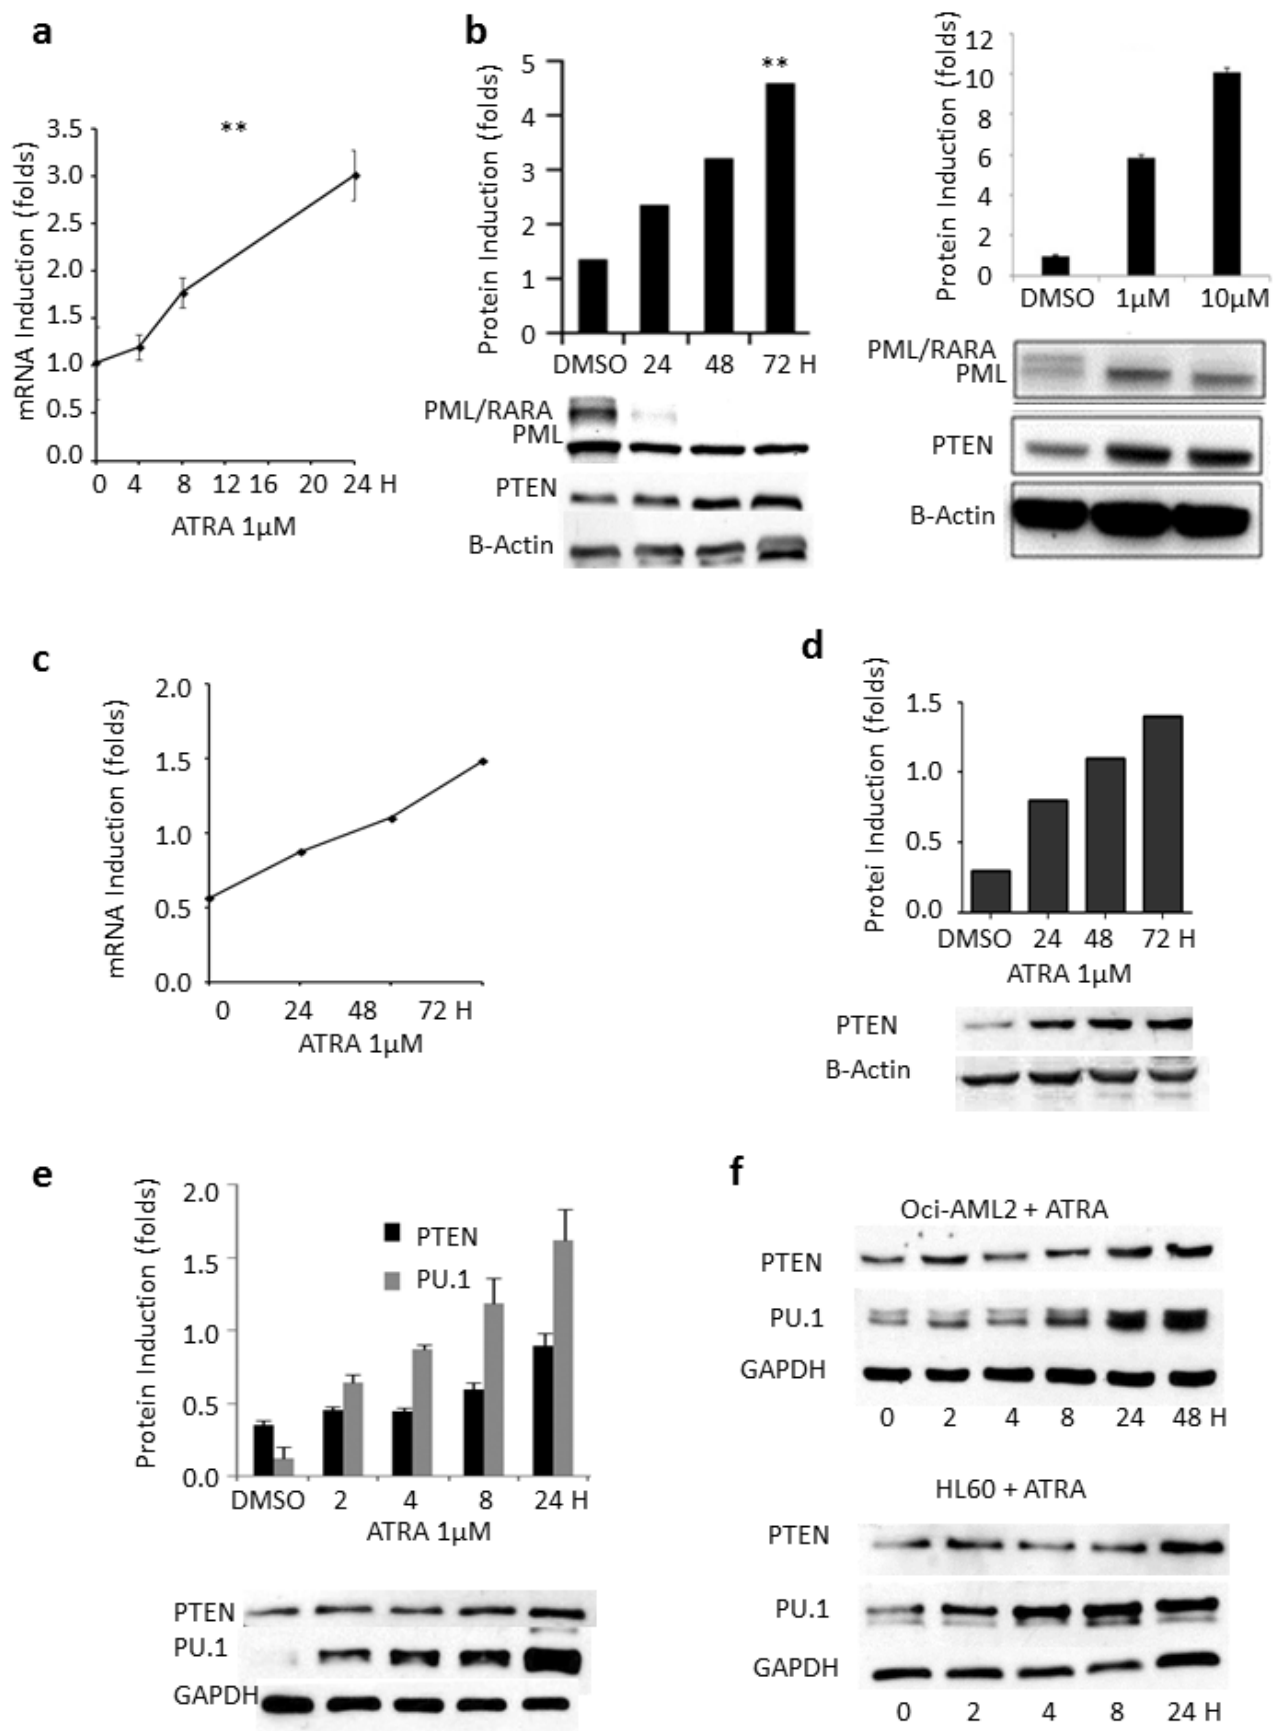 a
mRNA Induction (folds)
3.5
3.0
2.5
2.0
1.5
1.0
0.5
0.0
**
0 4 8 12 16 20 24 H
ATRA 1µM
b
Protein Induction (folds)
5
4
3
2
1
0
**
DMSO 24 48 72 H
PML/RARA
PML
PTEN
B-Actin
Protein Induction (folds)
12
10
8
6
4
2
0
DMSO 1µM 10µM
PML/RARA
PML
PTEN
B-Actin
c
mRNA Induction (folds)
2.0
1.5
1.0
0.5
0.0
0 24 48 72 H
ATRA 1µM
d
Protei Induction (folds)
1.5
1.0
0.5
0.0
DMSO 24 48 72 H
ATRA 1µM
PTEN
B-Actin
e
Protein Induction (folds)
2.0
1.5
1.0
0.5
0.0
PTEN
PU.1
DMSO 2 4 8 24 H
ATRA 1µM
PTEN
PU.1
GAPDH
f
Oci-AML2 + ATRA
PTEN
PU.1
GAPDH
0 2 4 8 24 48 H
HL60 + ATRA
PTEN
PU.1
GAPDH
0 2 4 8 24 H